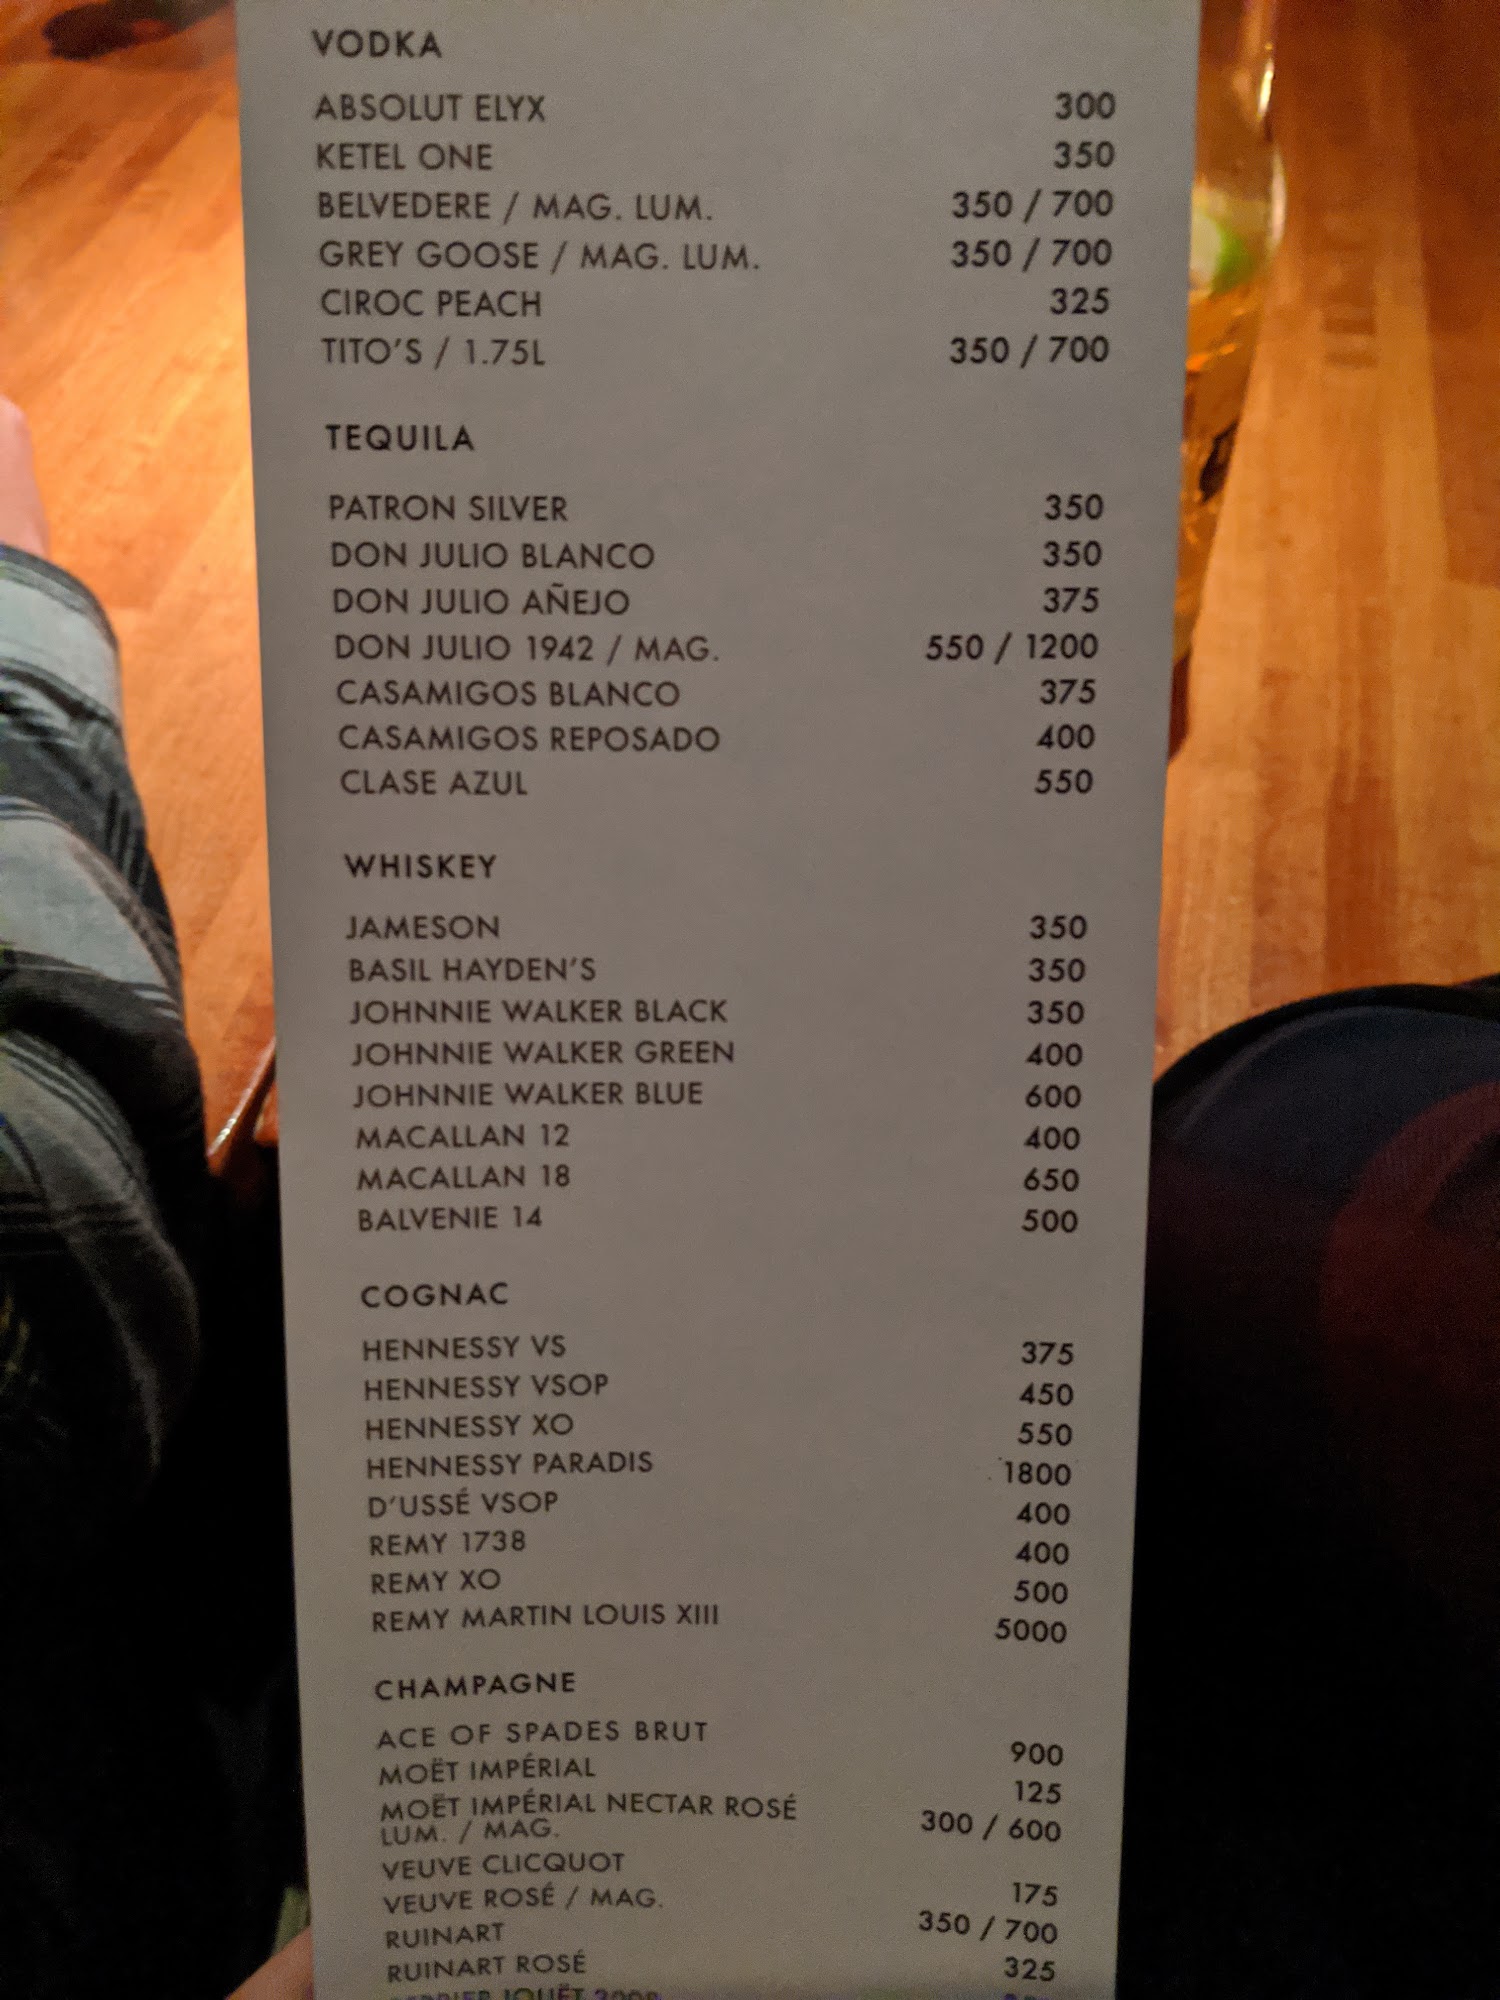 VODKA
ABSOLUT ELYX 300
KETEL ONE 350
BELVEDERE / MAG. LUM. 350 / 700
GREY GOOSE / MAG. LUM. 350 / 700
CIROC PEACH 325
TITO'S / 1.75L 350 / 700
TEQUILA
PATRON SILVER 350
DON JULIO BLANCO 350
DON JULIO AÑEJO 375
DON JULIO 1942 / MAG. 550 / 1200
CASAMIGOS BLANCO 375
CASAMIGOS REPOSADO 400
CLASE AZUL 550
WHISKEY
JAMESON 350
BASIL HAYDEN'S 350
JOHNNIE WALKER BLACK 350
JOHNNIE WALKER GREEN 400
JOHNNIE WALKER BLUE 600
MACALLAN 12 400
MACALLAN 18 650
BALVENIE 14 500
COGNAC
HENNESSY VS 375
HENNESSY VSOP 450
HENNESSY XO 550
HENNESSY PARADIS 1800
D'USSÉ VSOP 400
REMY 1738 400
REMY XO 500
REMY MARTIN LOUIS XIII 5000
CHAMPAGNE
ACE OF SPADES BRUT 900
MOËT IMPÉRIAL 125
MOËT IMPÉRIAL NECTAR ROSÉ 300 / 600
LUM. / MAG.
VEUVE CLICQUOT 175
VEUVE ROSÉ / MAG. 350 / 700
RUINART 325
RUINART ROSÉ